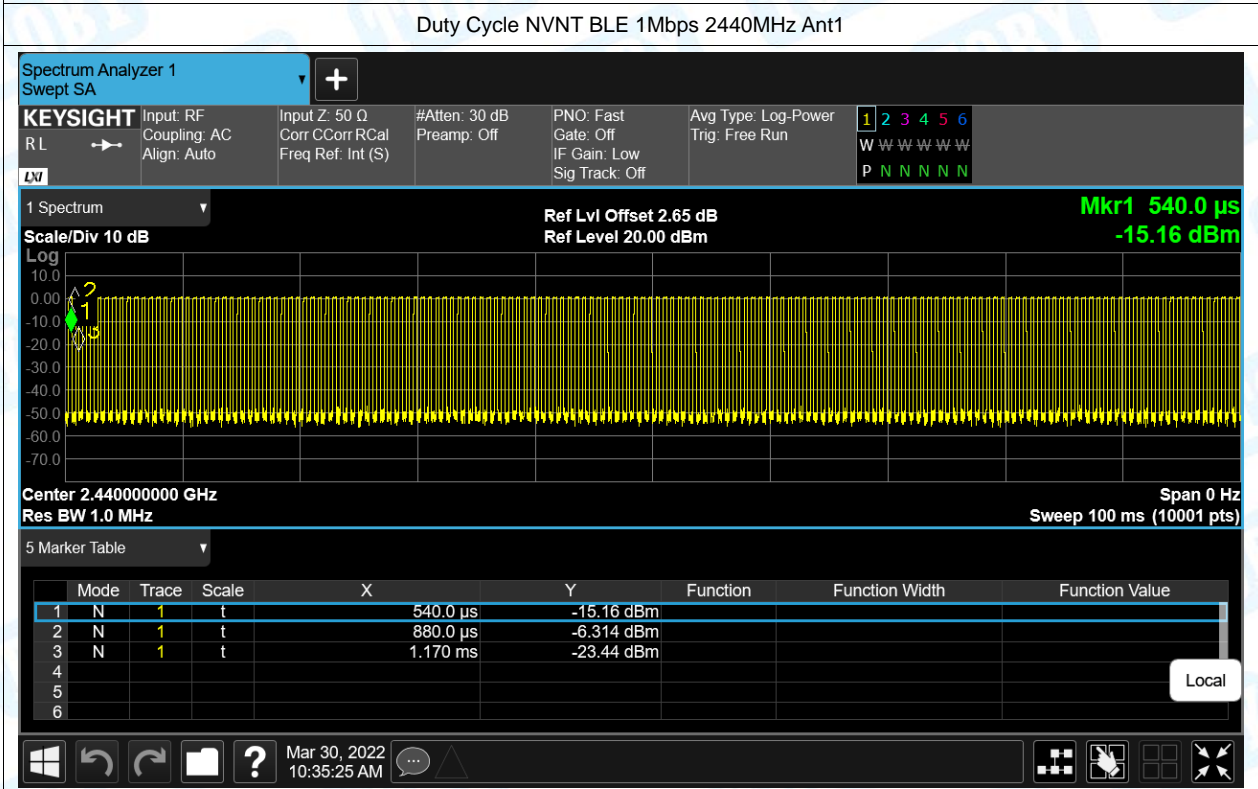 Duty Cycle NVNT BLE 1Mbps 2440MHz Ant1
Spectrum Analyzer 1
Swept SA
KEYSIGHT
RL
LXI
Input: RF
Coupling: AC
Align: Auto
Input Z: 50 Ω
Corr CCorr RCal
Freq Ref: Int (S)
#Atten: 30 dB
Preamp: Off
PNO: Fast
Gate: Off
IF Gain: Low
Sig Track: Off
Avg Type: Log-Power
Trig: Free Run
1 2 3 4 5 6
W W W W W W
P N N N N N
1 Spectrum
Scale/Div 10 dB
Ref Lvl Offset 2.65 dB
Ref Level 20.00 dBm
Mkr1 540.0 µs
-15.16 dBm
Log
10.0
0.00
-10.0
-20.0
-30.0
-40.0
-50.0
-60.0
-70.0
2
1
3
Center 2.440000000 GHz
Res BW 1.0 MHz
Span 0 Hz
Sweep 100 ms (10001 pts)
5 Marker Table
Mode Trace Scale X Y Function Function Width Function Value
1 N 1 t 540.0 µs -15.16 dBm
2 N 1 t 880.0 µs -6.314 dBm
3 N 1 t 1.170 ms -23.44 dBm
4
5
6
Local
?
Mar 30, 2022
10:35:25 AM